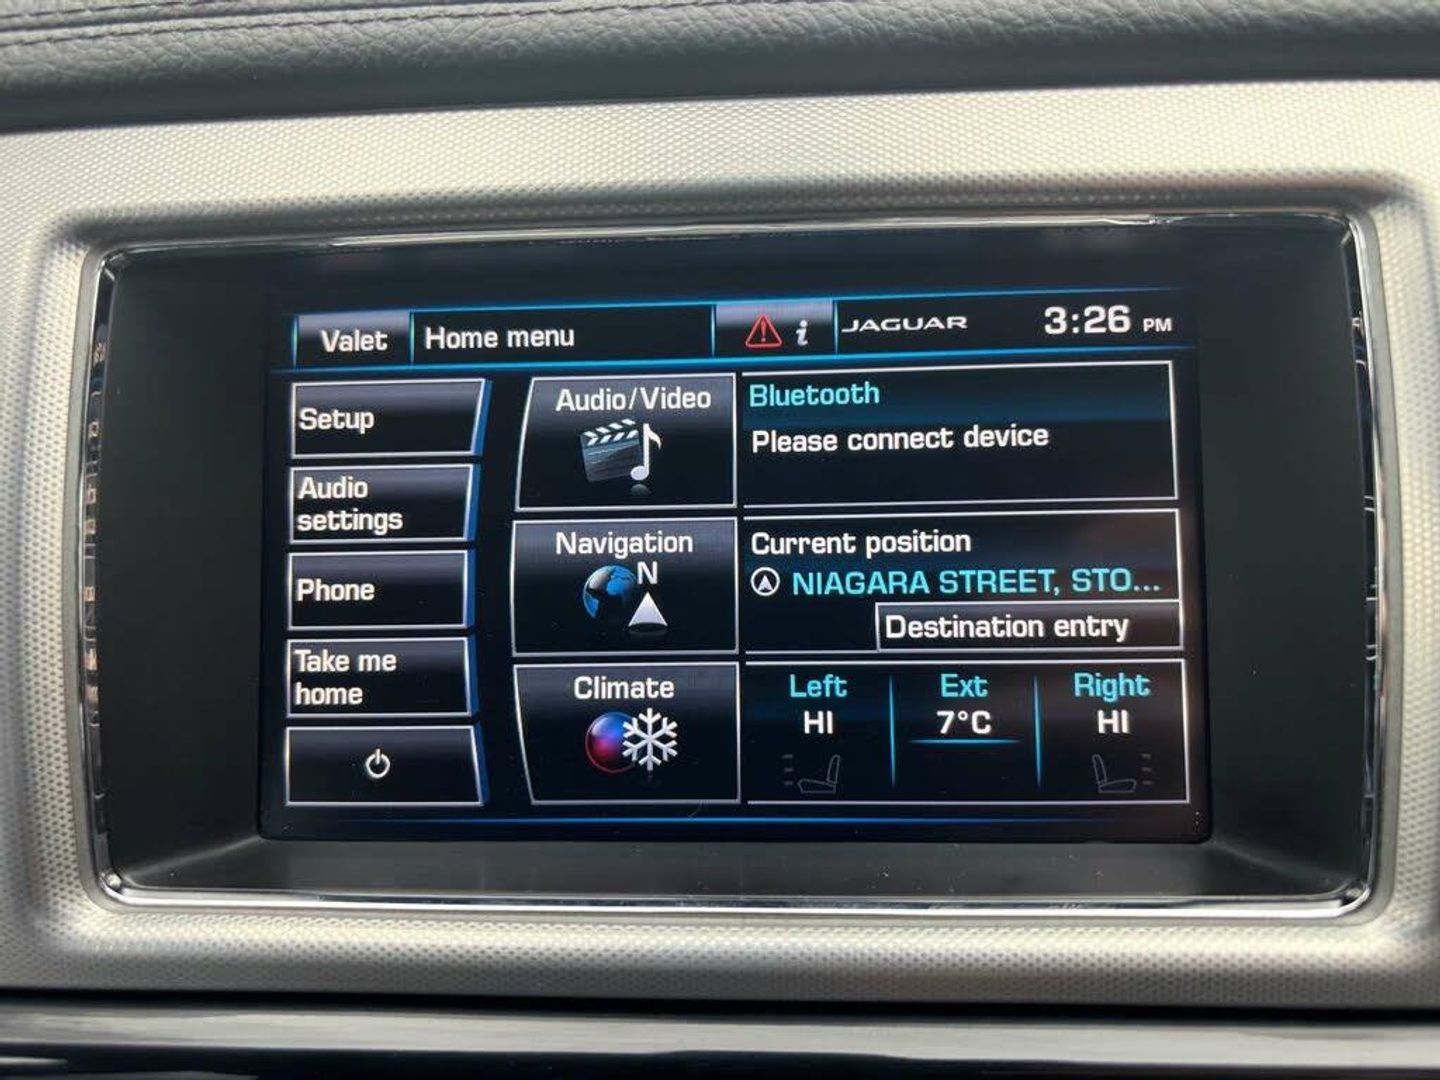 Valet
Home menu
i
JAGUAR
3:26 PM
Setup
Audio
settings
Phone
Take me
home
Audio/Video
Navigation
N
Climate
Bluetooth
Please connect device
Current position
NIAGARA STREET, STO...
Destination entry
Left
HI
Ext
7°C
Right
HI